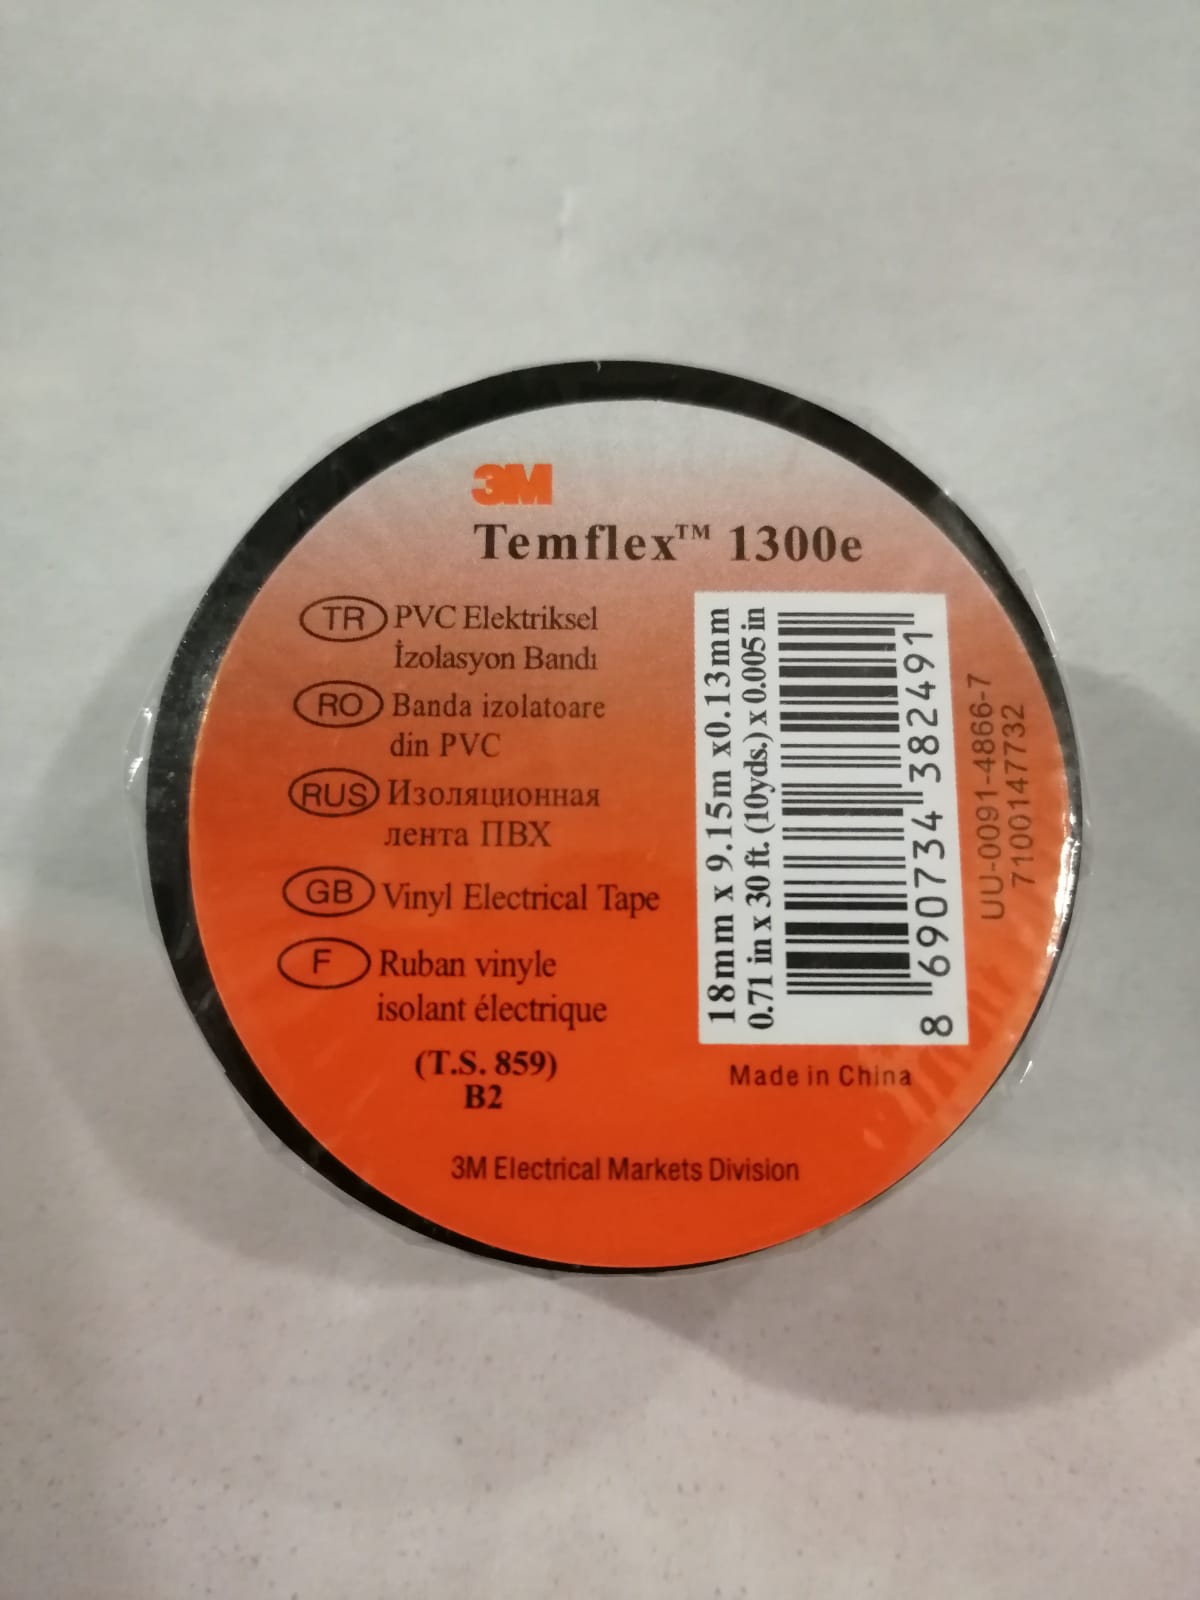 3M
Temflex™ 1300e
TR PVC Elektriksel
İzolasyon Bandı
RO Banda izolatoare
din PVC
RUS Изоляционная
лента ПВХ
GB Vinyl Electrical Tape
F Ruban vinyle
isolant électrique
(T.S. 859)
B2
18mm x 9.15m x0.13mm
0.71 in x 30 ft. (10yds.) x 0.005 in
8 690734 382491
UU-0091-4866-7
7100147732
Made in China
3M Electrical Markets Division